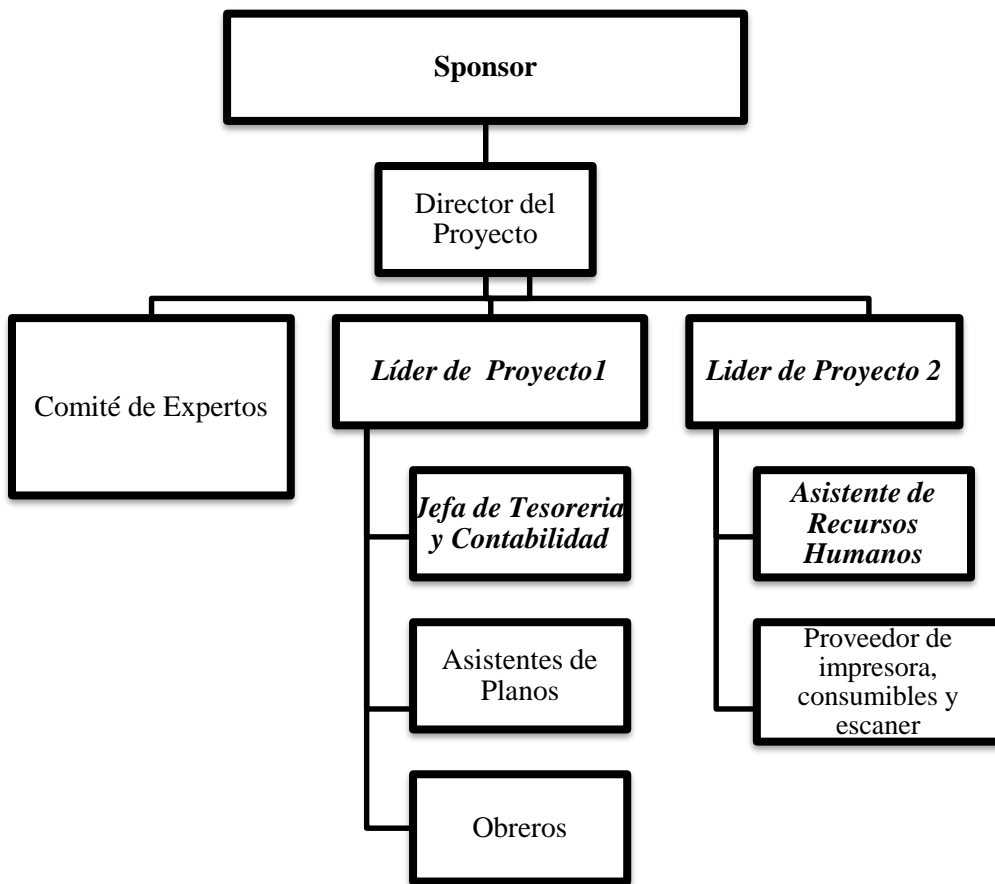 Sponsor
Director del
Proyecto
Comité de Expertos
Líder de Proyecto1
Lider de Proyecto 2
Jefa de Tesoreria
y Contabilidad
Asistente de
Recursos
Humanos
Asistentes de
Planos
Proveedor de
impresora,
consumibles y
escaner
Obreros